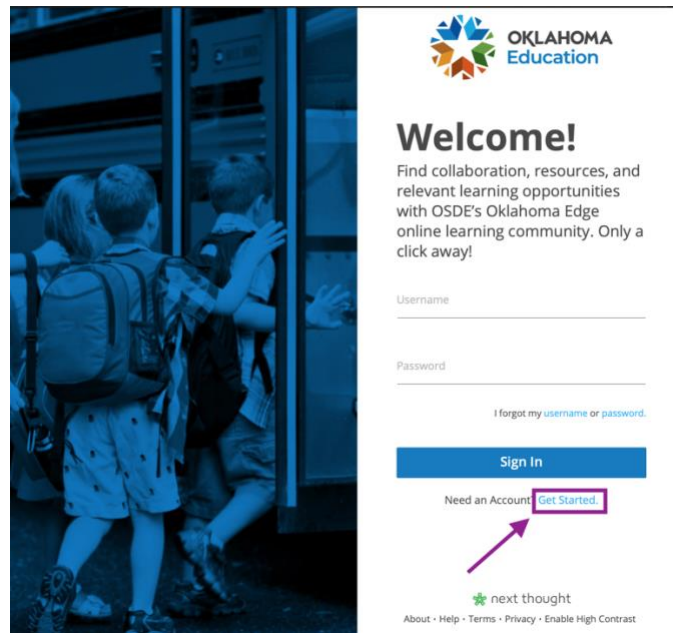 OKLAHOMA
Education
Welcome!
Find collaboration, resources, and
relevant learning opportunities
with OSDE's Oklahoma Edge
online learning community. Only a
click away!
Username
Password
I forgot my username or password.
Sign In
Need an Account? Get Started.
next thought
About • Help • Terms • Privacy • Enable High Contrast